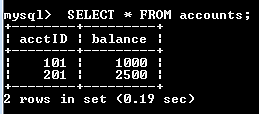 mysql> SELECT * FROM accounts;
+--------+---------+
| acctID | balance |
+--------+---------+
|    101 |    1000 |
|    201 |    2500 |
+--------+---------+
2 rows in set (0.19 sec)